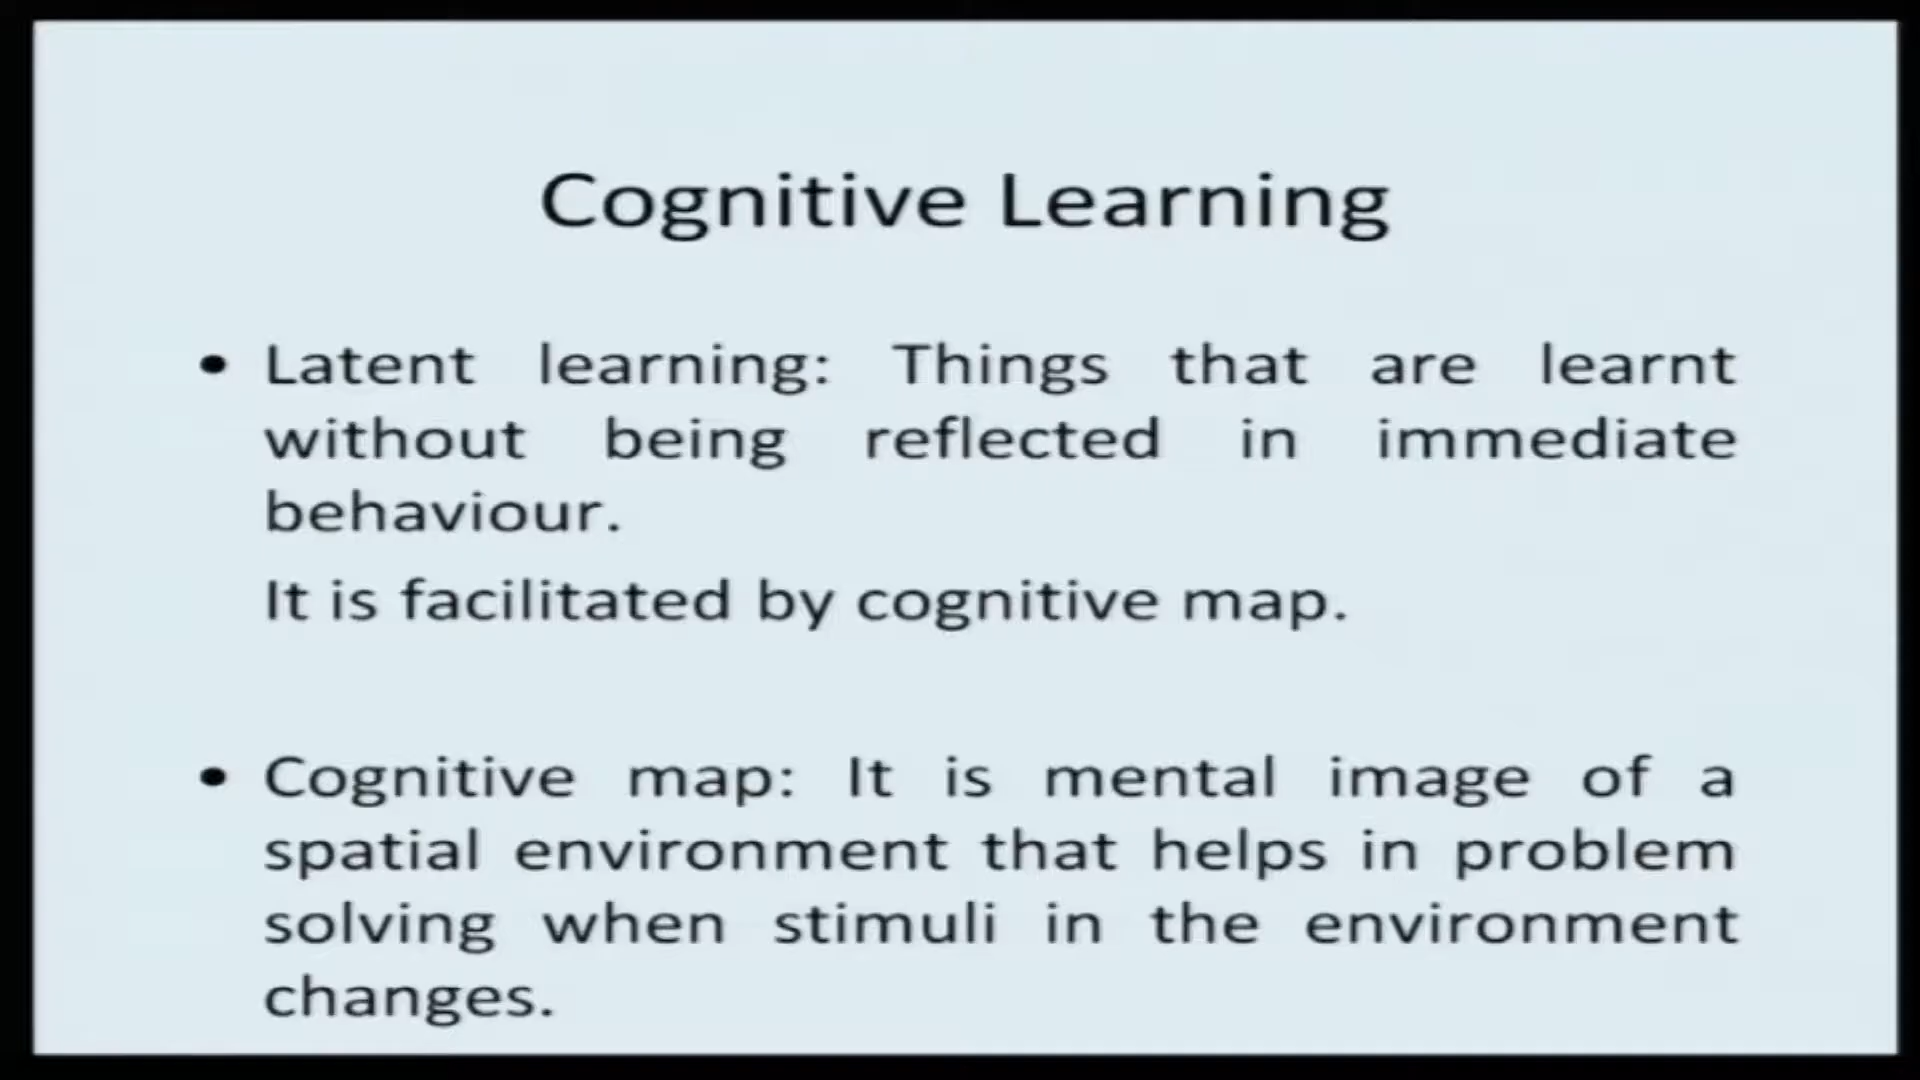 Cognitive Learning
• Latent learning: Things that are learnt
without being reflected in immediate
behaviour.
It is facilitated by cognitive map.
• Cognitive map: It is mental image of a
spatial environment that helps in problem
solving when stimuli in the environment
changes.